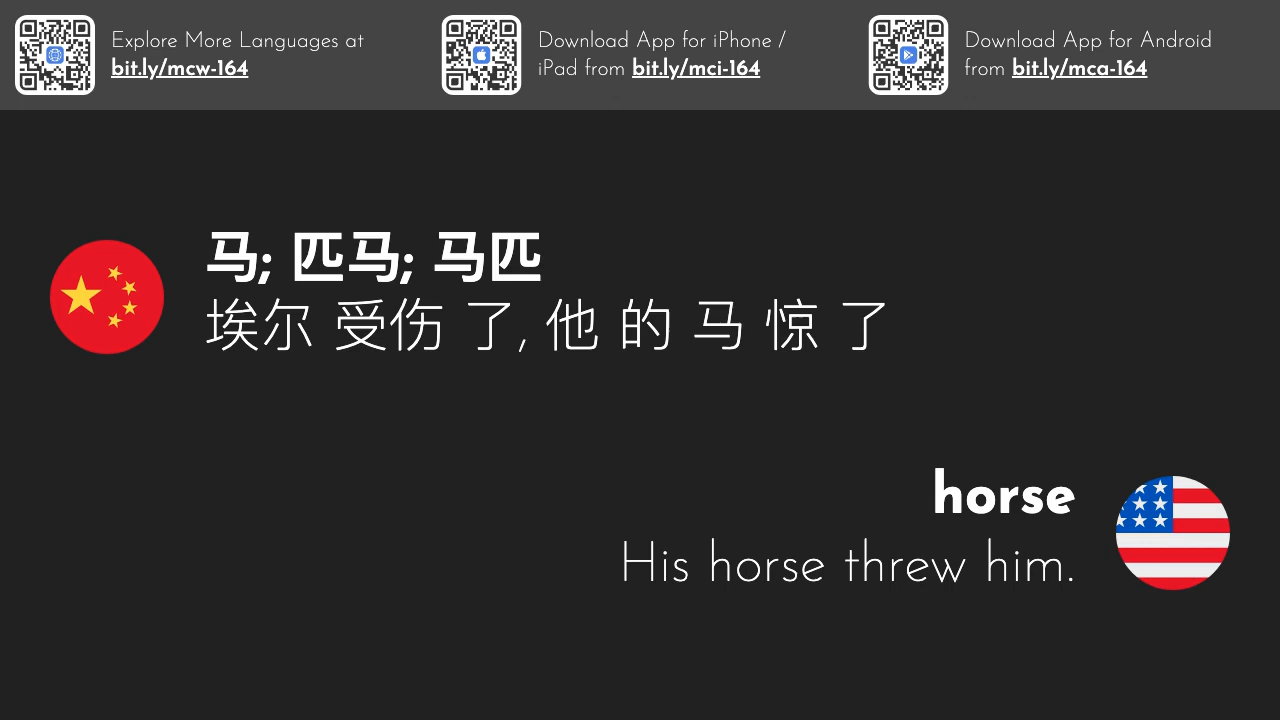 Explore More Languages at
bit.ly/mcw-164
Download App for iPhone /
iPad from bit.ly/mci-164
Download App for Android
from bit.ly/mca-164
马; 匹马; 马匹
埃尔 受伤 了, 他 的 马 惊 了
horse
His horse threw him.